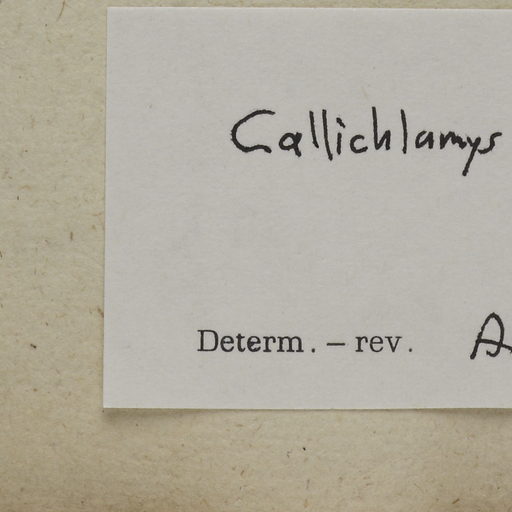 Callichlamys
Determ. – rev. A